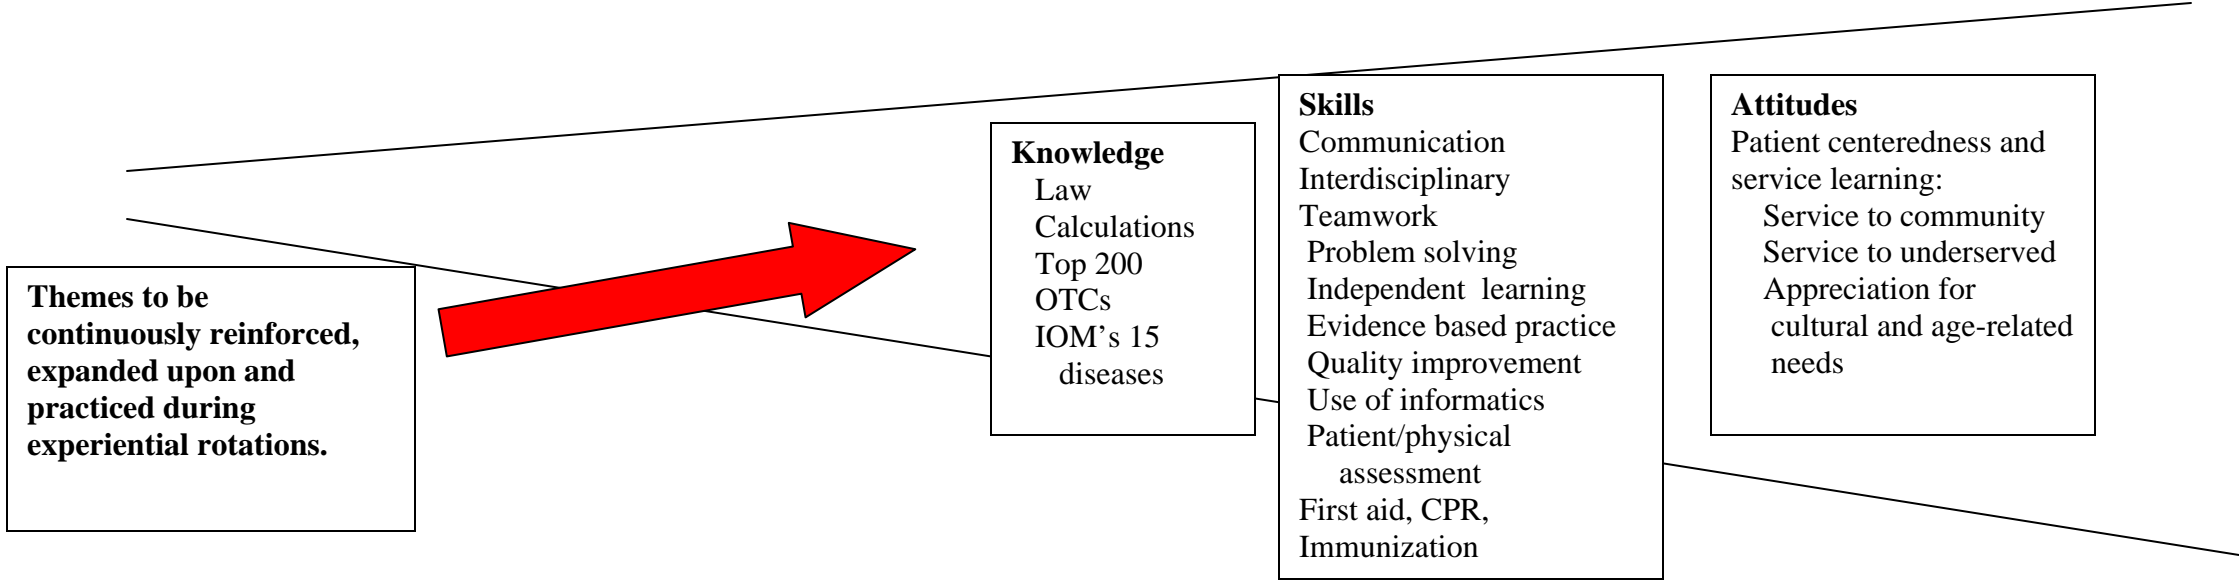 Themes to be
continuously reinforced,
expanded upon and
practiced during
experiential rotations.
Knowledge
Law
Calculations
Top 200
OTCs
IOM’s 15
diseases
Skills
Communication
Interdisciplinary
Teamwork
Problem solving
Independent  learning
Evidence based practice
Quality improvement
Use of informatics
Patient/physical
assessment
First aid, CPR,
Immunization
Attitudes
Patient centeredness and
service learning:
Service to community
Service to underserved
Appreciation for
cultural and age-related
needs